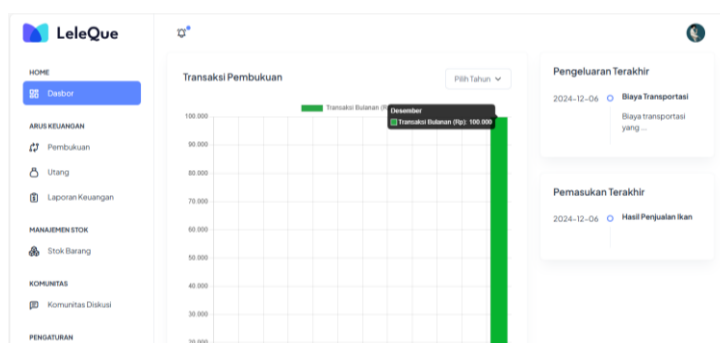 LeleQue
HOME
Dasbor
ARUS KEUANGAN
Pembukuan
Utang
Laporan Keuangan
MANAJEMEN STOK
Stok Barang
KOMUNITAS
Komunitas Diskusi
PENGATURAN
Transaksi Pembukuan
Pilih Tahun
Transaksi Bulanan
Desember
Transaksi Bulanan (Rp): 100.000
100.000
90.000
80.000
70.000
60.000
50.000
40.000
30.000
20.000
Pengeluaran Terakhir
2024-12-06
Biaya Transportasi
Biaya transportasi
yang ...
Pemasukan Terakhir
2024-12-06
Hasil Penjualan Ikan